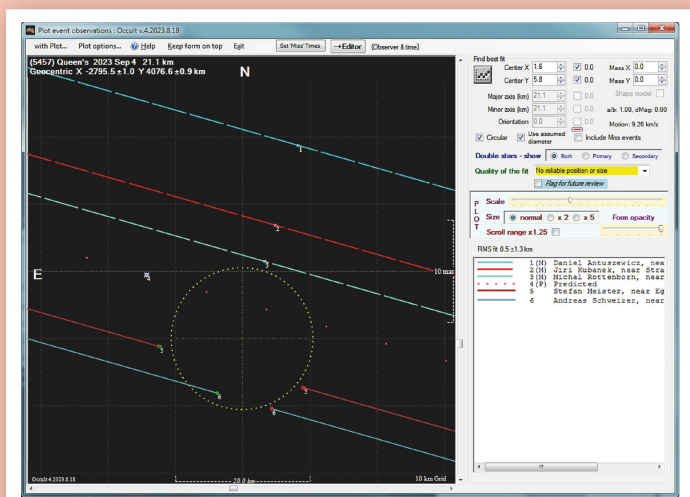 Plot event observations : Occult v.4.2023.8.18
with Plot... Plot options... Help Keep form on top Exit Set 'Miss' Times →Editor {Observer & time}
(5457) Queen's 2023 Sep 4 21.1 km
Geocentric X -2795.5 ± 1.0 Y 4076.6 ± 0.9 km
N
E
1
2
3
4
5
6
5
6
10 mas
20.0 km
Occult 4.2023.8.18
10 km Grid
Find best fit
Center X 1.6 0.0 Mass X 0.0
Center Y 5.8 0.0 Mass Y 0.0
Major axis (km) 21.1 0.0 Shape model
Minor axis (km) 21.1 0.0 a/b: 1.00, dMag: 0.00
Orientation 0.0 0.0 Motion: 9.26 km/s
Circular Use assumed diameter Include Miss events
Double stars - show Both Primary Secondary
Quality of the fit No reliable position or size
Flag for future review
PLOT
Scale
Size normal x 2 x 5 Form opacity
Scroll range x1.25
RMS fit 0.5 ±1.3 km
1(M) Daniel Antuszewicz, nea
2(M) Jiri Kubanek, near Stra
3(M) Michal Rottenborn, near
4(P) Predicted
5 Stefan Meister, near Eg
6 Andreas Schweizer, near